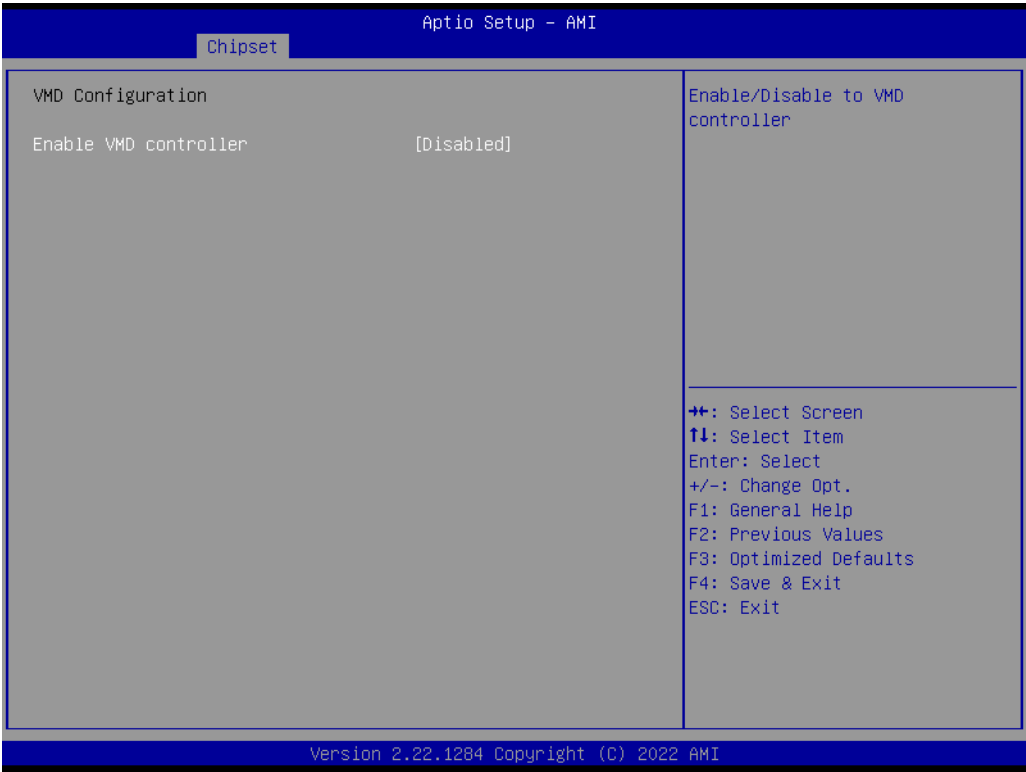 Aptio Setup – AMI
Chipset
VMD Configuration
Enable VMD controller [Disabled]
Enable/Disable to VMD
controller
→←: Select Screen
↑↓: Select Item
Enter: Select
+/-: Change Opt.
F1: General Help
F2: Previous Values
F3: Optimized Defaults
F4: Save & Exit
ESC: Exit
Version 2.22.1284 Copyright (C) 2022 AMI